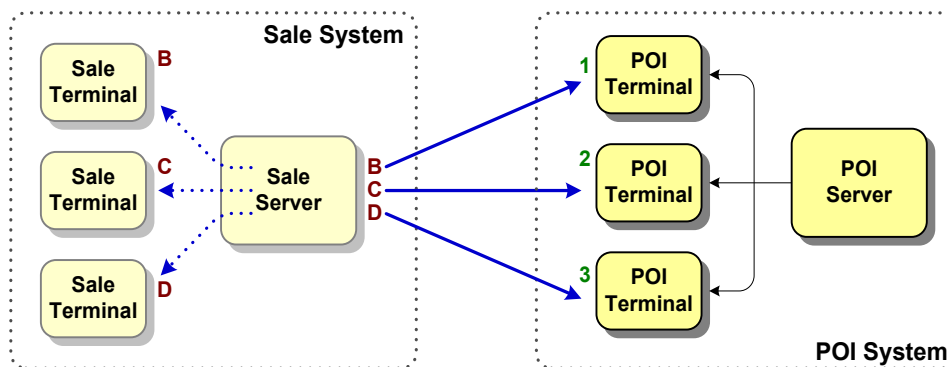 Sale System
Sale
Terminal
B
Sale
Terminal
C
Sale
Terminal
D
Sale
Server
B
C
D
1
POI
Terminal
2
POI
Terminal
3
POI
Terminal
POI
Server
POI System